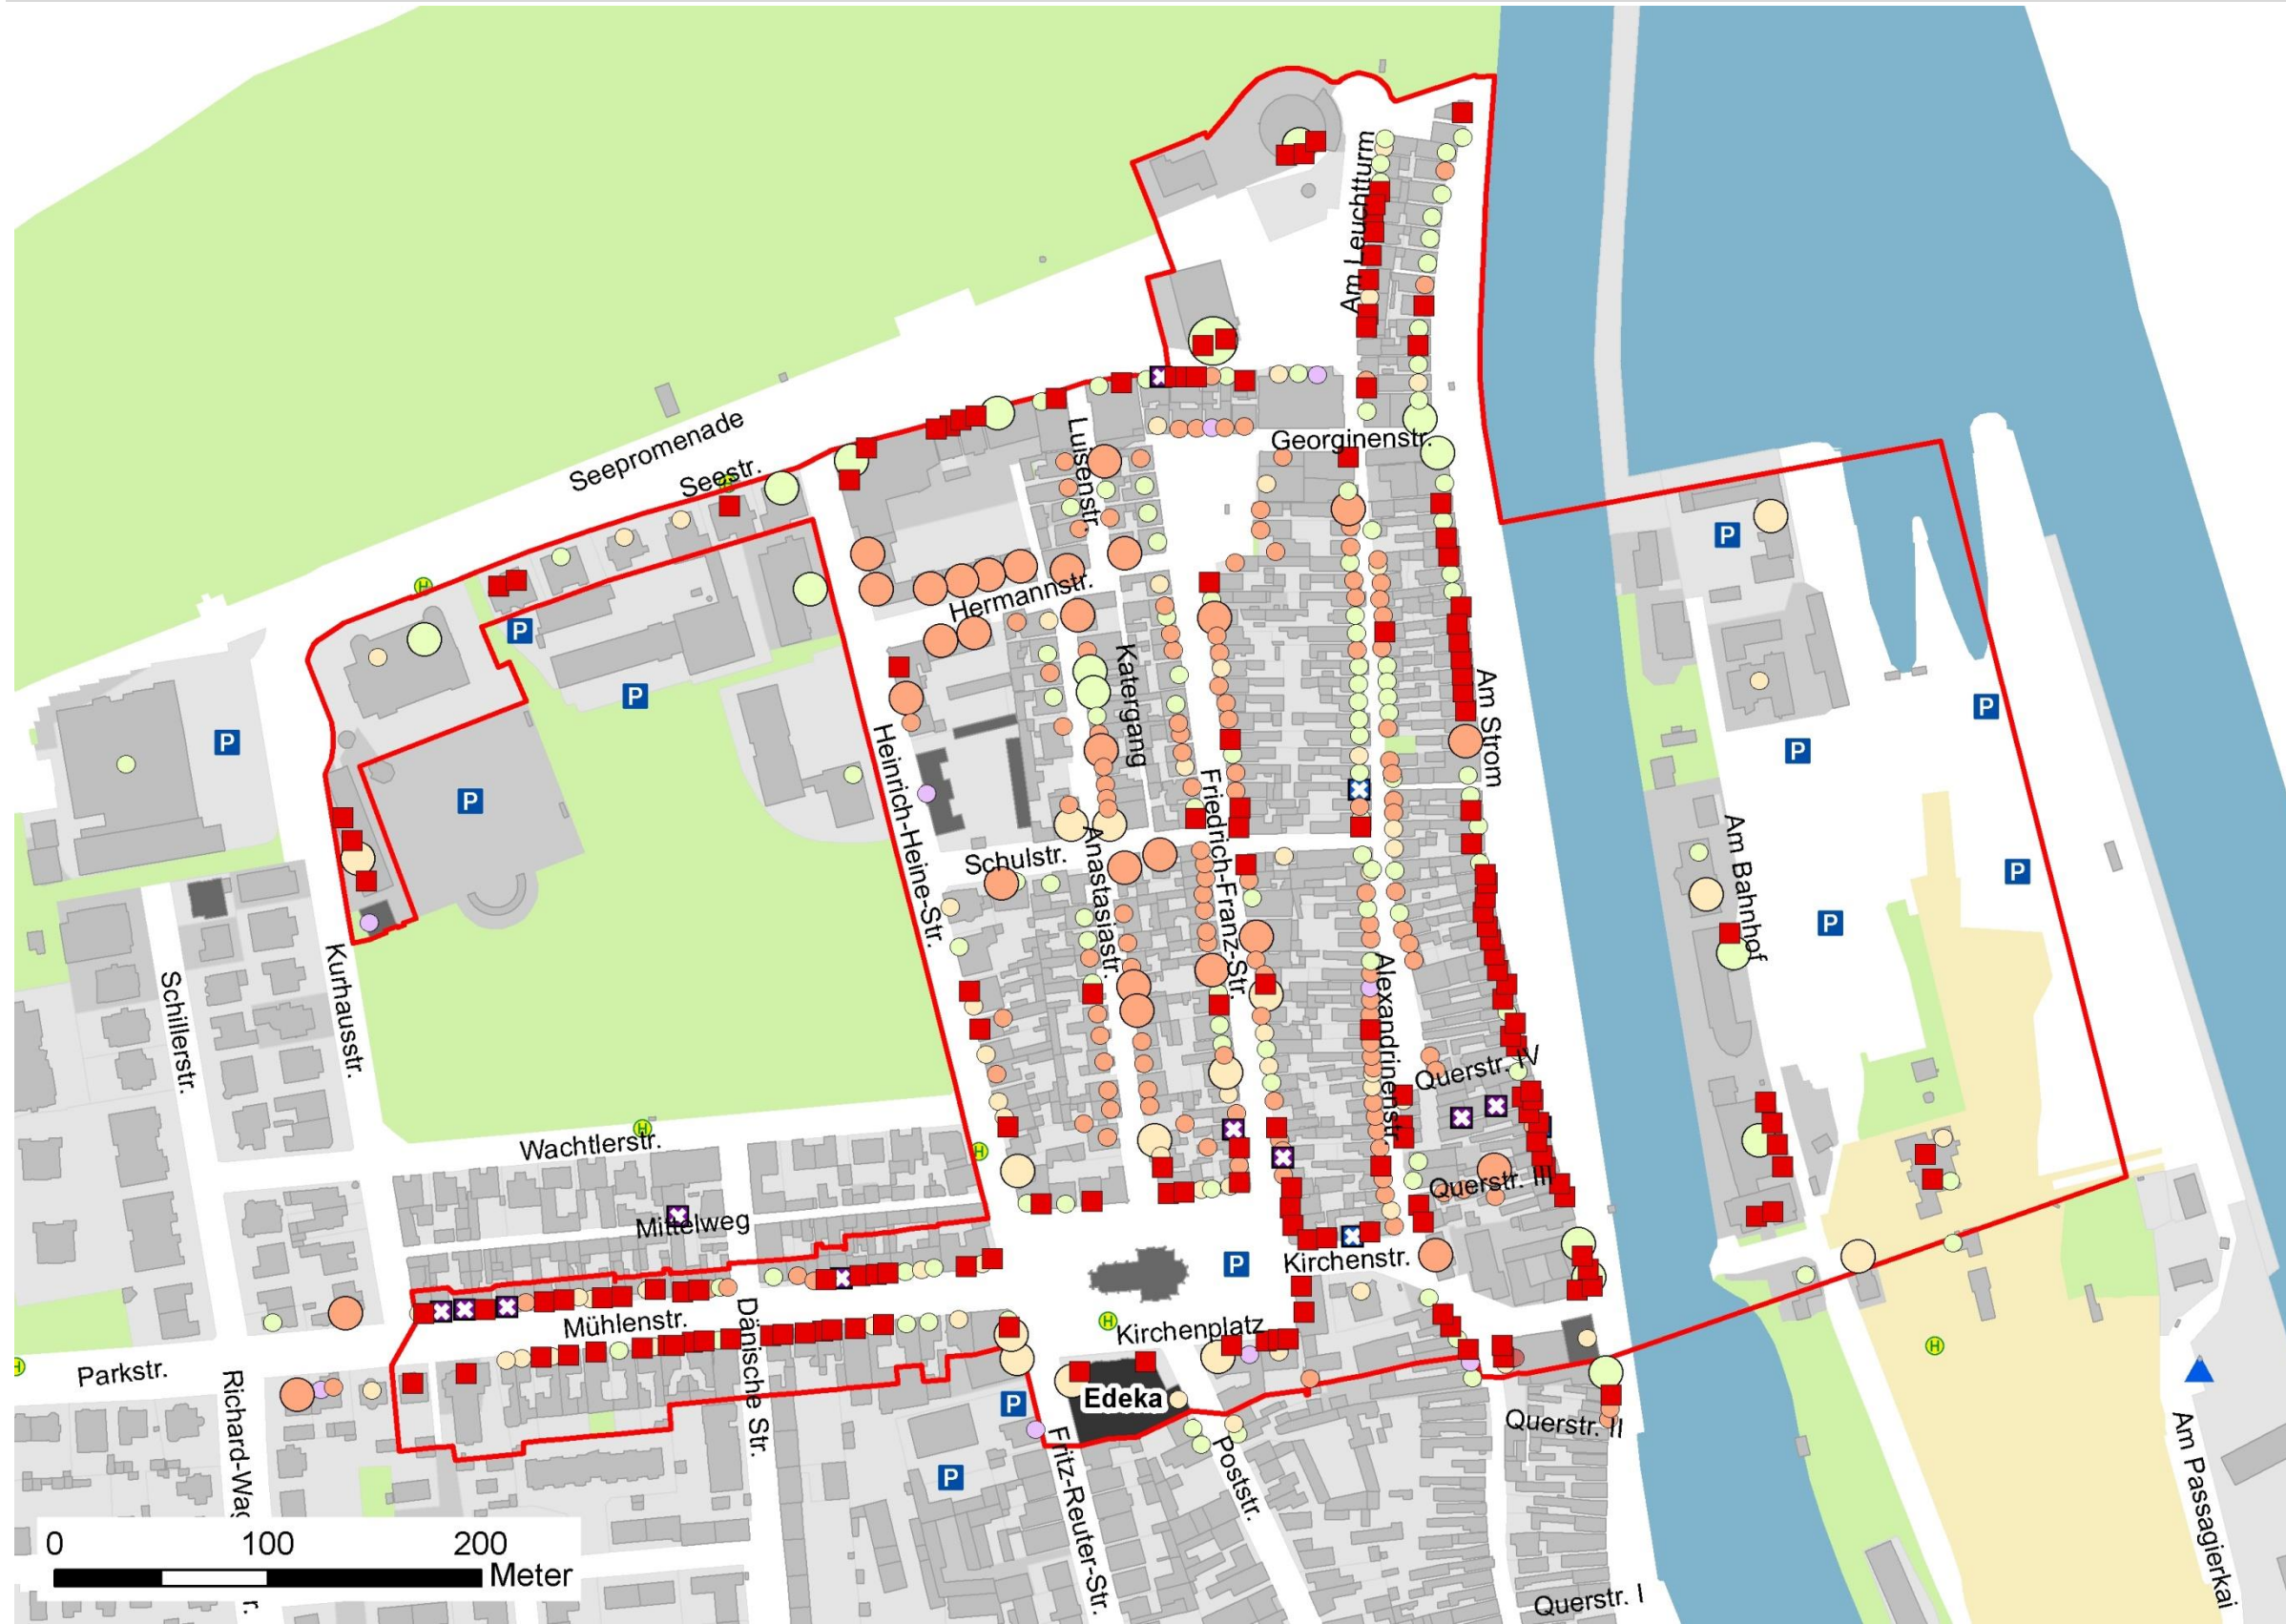 Am Leuchtturm
Seepromenade
Seestr.
Luisenstr.
Georginenstr.
P
Hermannstr.
H
P
Katergang
P
Am Strom
P
P
Heinrich-Heine-Str.
P
P
Friedrich-Franz-Str.
Am Bahnhof
Schulstr.
Anastasiastr.
P
P
Alexandrinenstr.
Kurhausstr.
Schillerstr.
Querstr. IV
H
Wachtlerstr.
H
Querstr. III
Mittelweg
P
Kirchenstr.
Mühlenstr.
Dänische Str.
H
Kirchenplatz
H
H
Parkstr.
Edeka
P
Querstr. II
Fritz-Reuter-Str.
Poststr.
P
Am Passagierkai
0 100 200
Meter
Querstr. I